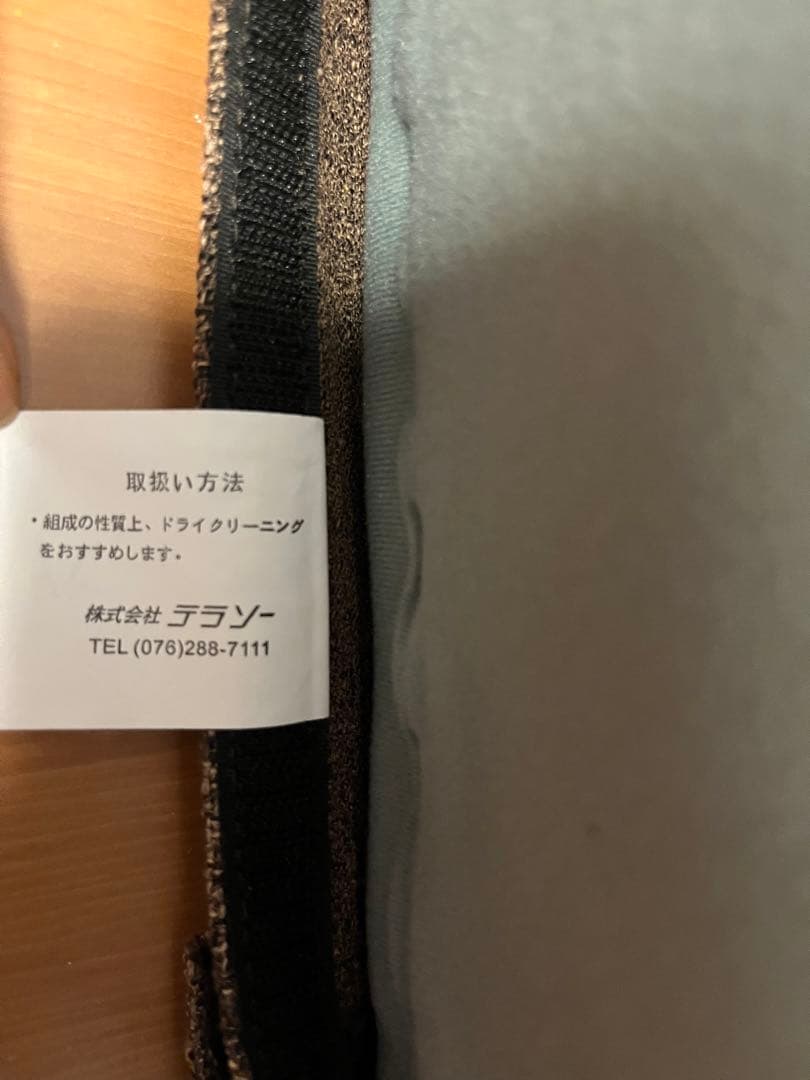 取扱い方法
・組成の性質上、ドライクリーニング
をおすすめします。
株式会社 テラソー
TEL (076)288-7111